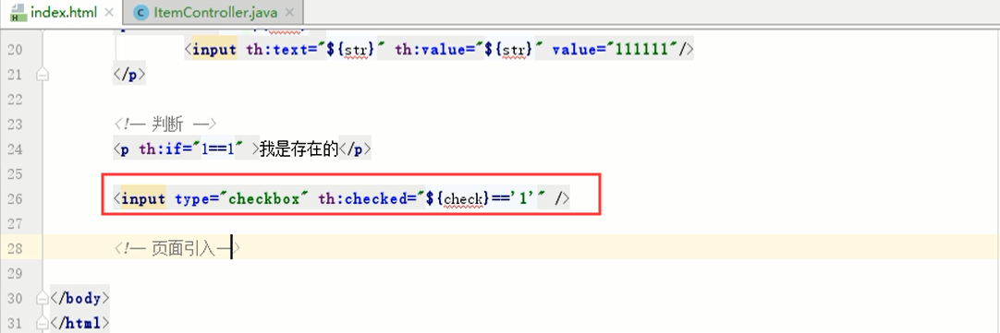 index.html ItemController.java
20 <input th:text="${str}" th:value="${str}" value="111111"/>
21 </p>
22
23 <!-- 判断 -->
24 <p th:if="1==1" >我是存在的</p>
25
26 <input type="checkbox" th:checked="${check}=='1'" />
27
28 <!-- 页面引入-->
29
30 </body>
31 </html>